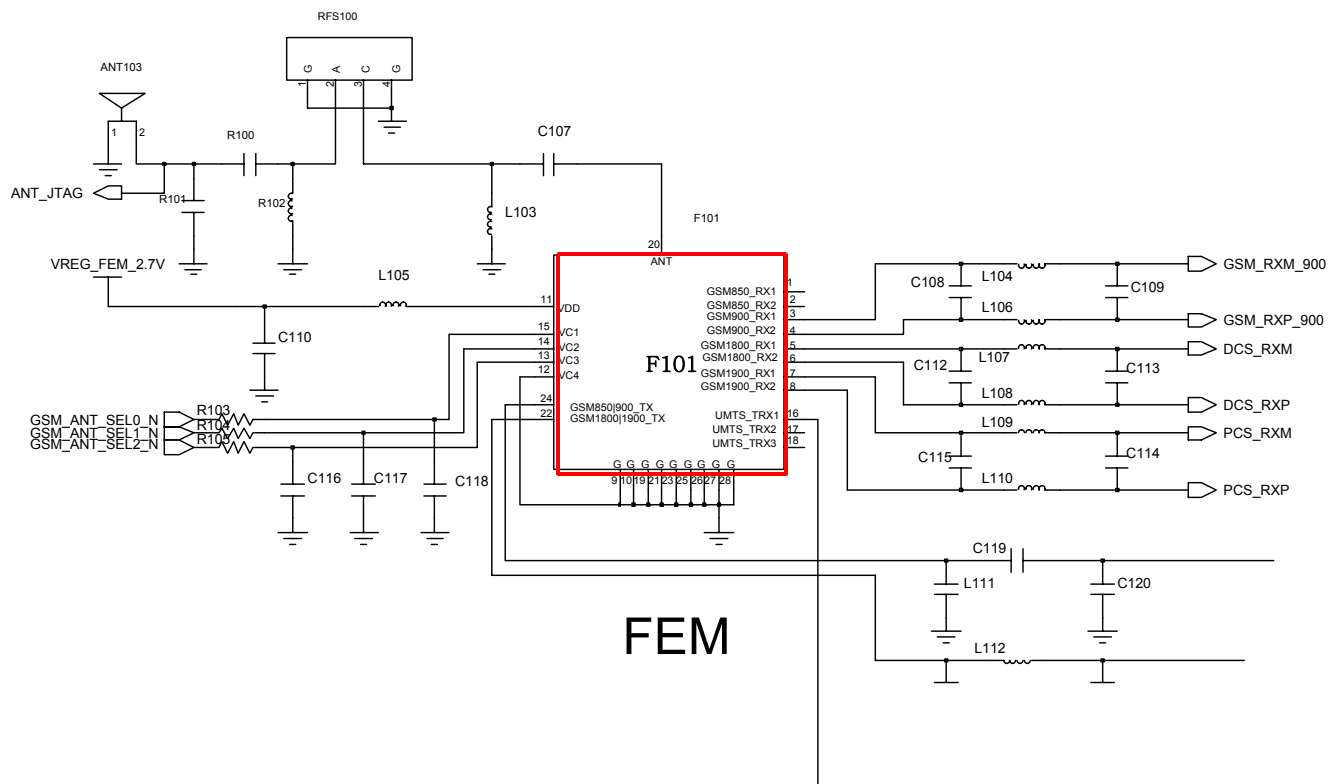 RFS100
G A C G
1 2 3 4
ANT103
1 2
R100
C107
ANT_JTAG
R101
R102
L103
F101
20
ANT
VREG_FEM_2.7V
L105
C110
11 VDD
15 VC1
14 VC2
13 VC3
12 VC4
24 GSM850|900_TX
22 GSM1800|1900_TX
F101
GSM850_RX1 1
GSM850_RX2 2
GSM900_RX1 3
GSM900_RX2 4
GSM1800_RX1 5
GSM1800_RX2 6
GSM1900_RX1 7
GSM1900_RX2 8
UMTS_TRX1 16
UMTS_TRX2 17
UMTS_TRX3 18
G G G G G G G G G
9 10 19 21 23 25 26 27 28
GSM_ANT_SEL0_N R103
GSM_ANT_SEL1_N R104
GSM_ANT_SEL2_N R105
C116 C117 C118
L104 GSM_RXM_900
C108 C109
L106 GSM_RXP_900
L107 DCS_RXM
C112 C113
L108 DCS_RXP
L109 PCS_RXM
C115 C114
L110 PCS_RXP
C119
L111 C120
L112
FEM